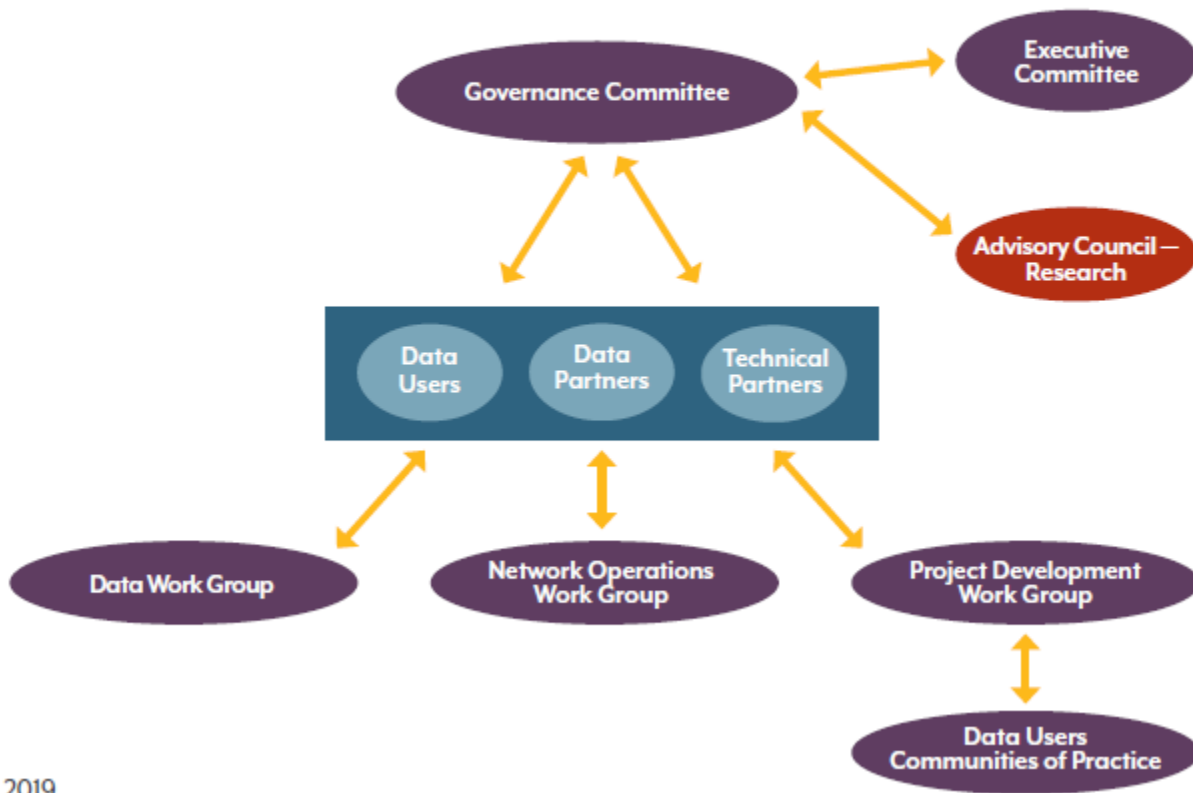 Executive
Committee
Governance Committee
Advisory Council —
Research
Data
Users
Data
Partners
Technical
Partners
Data Work Group
Network Operations
Work Group
Project Development
Work Group
Data Users
Communities of Practice
2019